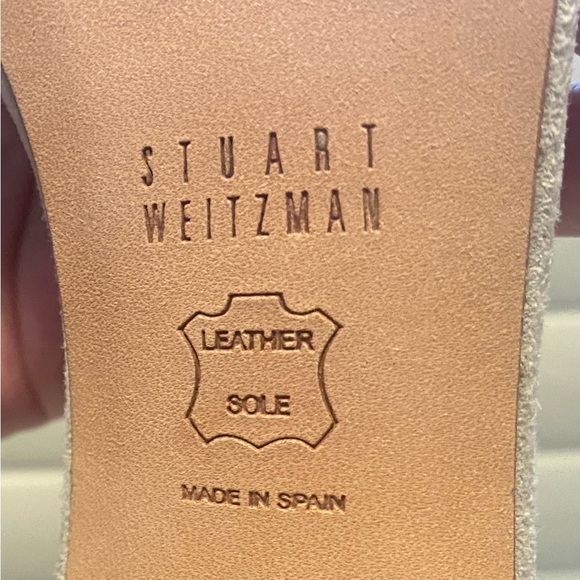 STUART
WEITZMAN
LEATHER
SOLE
MADE IN SPAIN